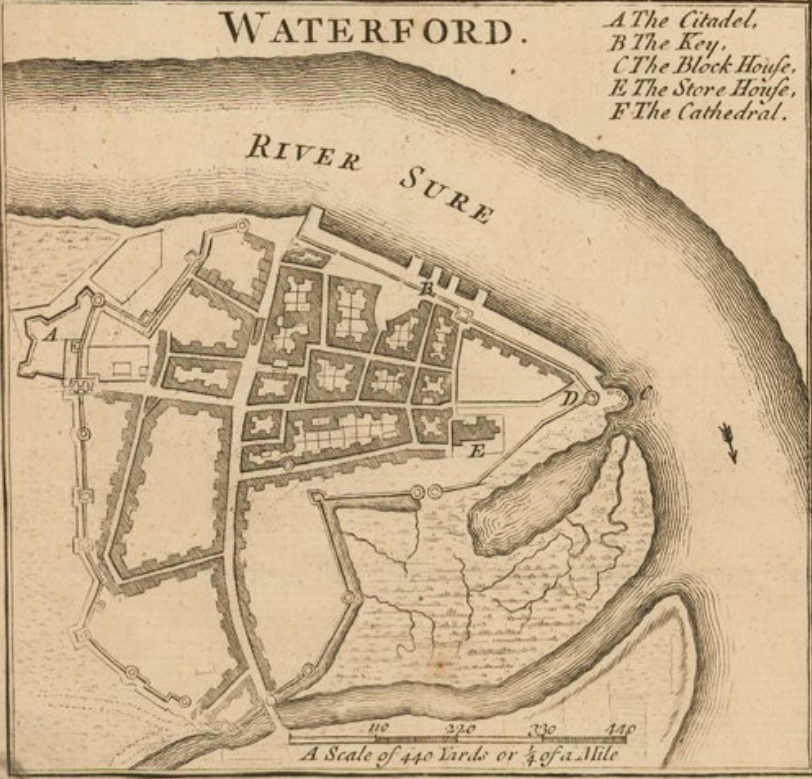 WATERFORD.
A The Citadel,
B The Key,
C The Block Houſe,
E The Store Houſe,
F The Cathedral.
RIVER SURE
A
B
C
D
E
110 220 330 440
A Scale of 440 Yards or ¼ of a Mile